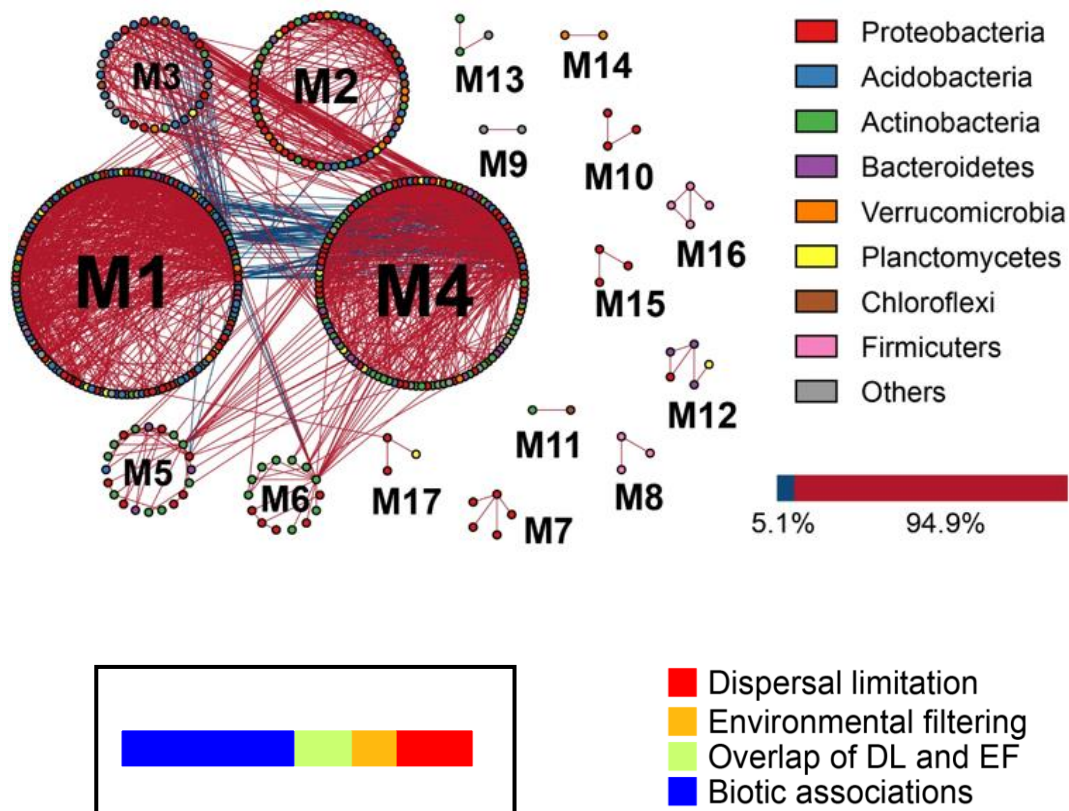 M3
M2
M13
M14
M9
M10
M1
M4
M16
M15
M12
M11
M5
M6
M17
M8
M7
Proteobacteria
Acidobacteria
Actinobacteria
Bacteroidetes
Verrucomicrobia
Planctomycetes
Chloroflexi
Firmicuters
Others
5.1% 94.9%
Dispersal limitation
Environmental filtering
Overlap of DL and EF
Biotic associations